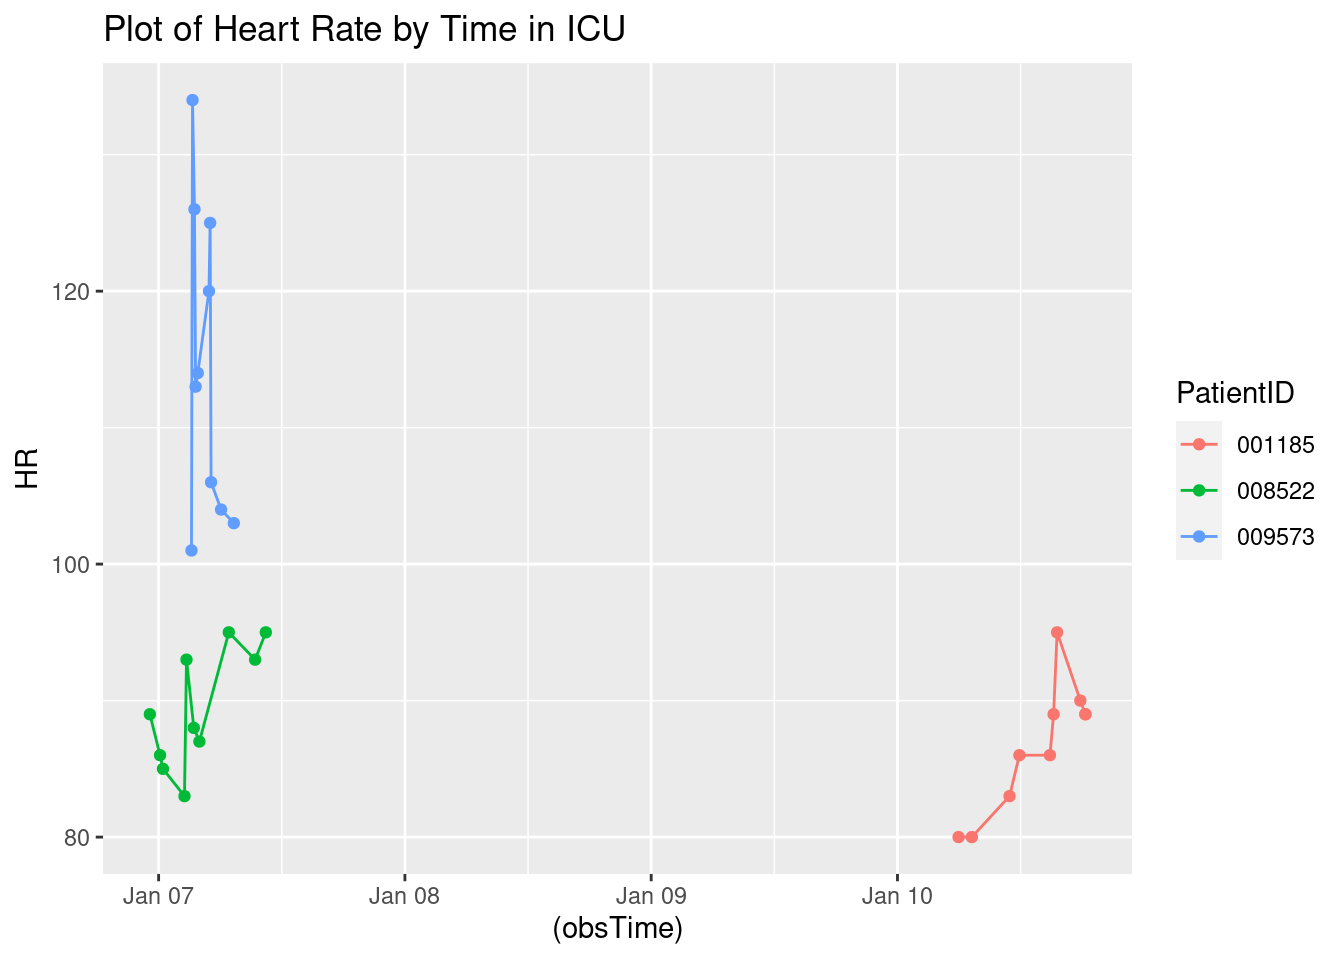 Plot of Heart Rate by Time in ICU
HR
120
100
80
Jan 07
Jan 08
Jan 09
Jan 10
(obsTime)
PatientID
001185
008522
009573